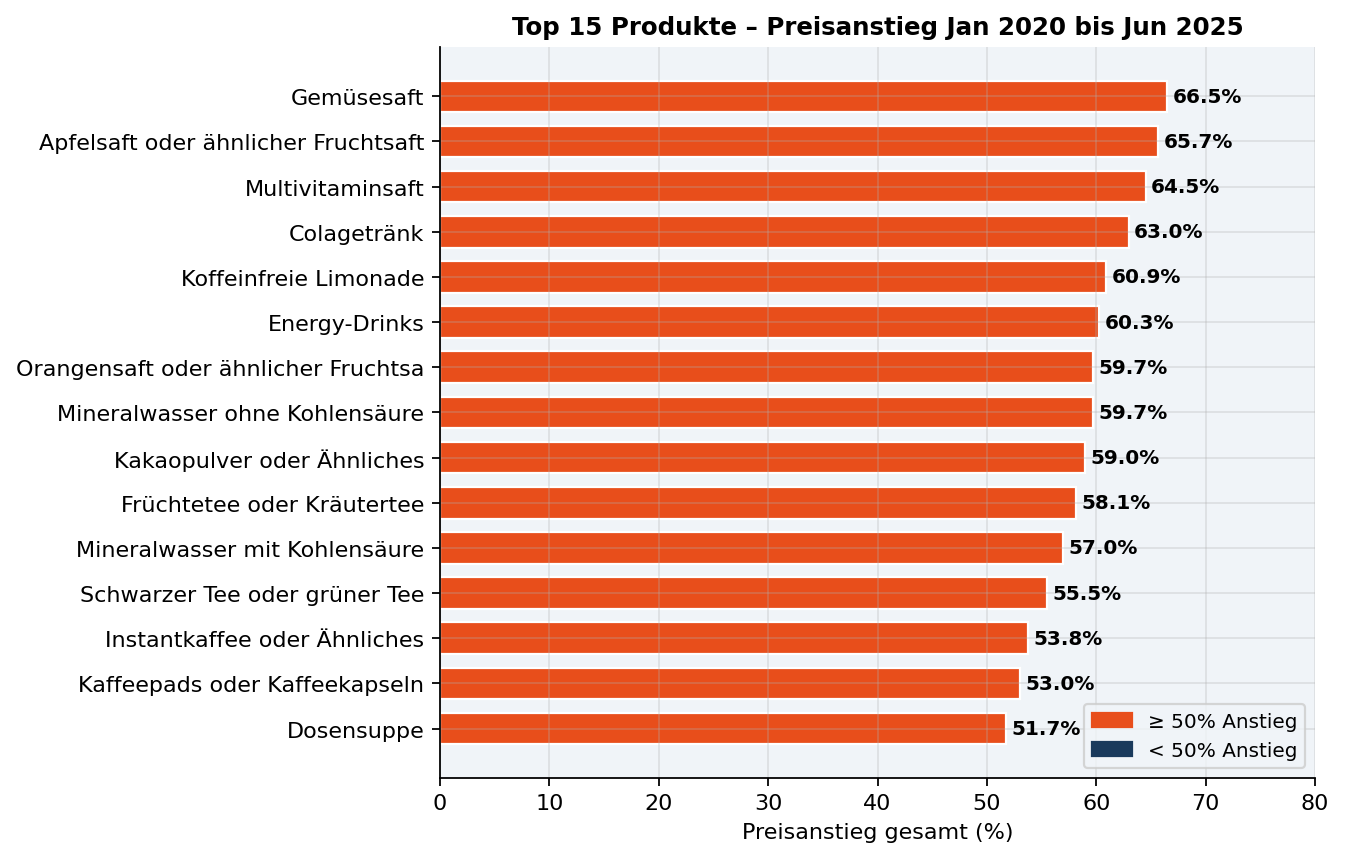 Top 15 Produkte – Preisanstieg Jan 2020 bis Jun 2025
Gemüsesaft 66.5%
Apfelsaft oder ähnlicher Fruchtsaft 65.7%
Multivitaminsaft 64.5%
Colagetränk 63.0%
Koffeinfreie Limonade 60.9%
Energy-Drinks 60.3%
Orangensaft oder ähnlicher Fruchtsa 59.7%
Mineralwasser ohne Kohlensäure 59.7%
Kakaopulver oder Ähnliches 59.0%
Früchtetee oder Kräutertee 58.1%
Mineralwasser mit Kohlensäure 57.0%
Schwarzer Tee oder grüner Tee 55.5%
Instantkaffee oder Ähnliches 53.8%
Kaffeepads oder Kaffeekapseln 53.0%
Dosensuppe 51.7%
≥ 50% Anstieg
< 50% Anstieg
0 10 20 30 40 50 60 70 80
Preisanstieg gesamt (%)